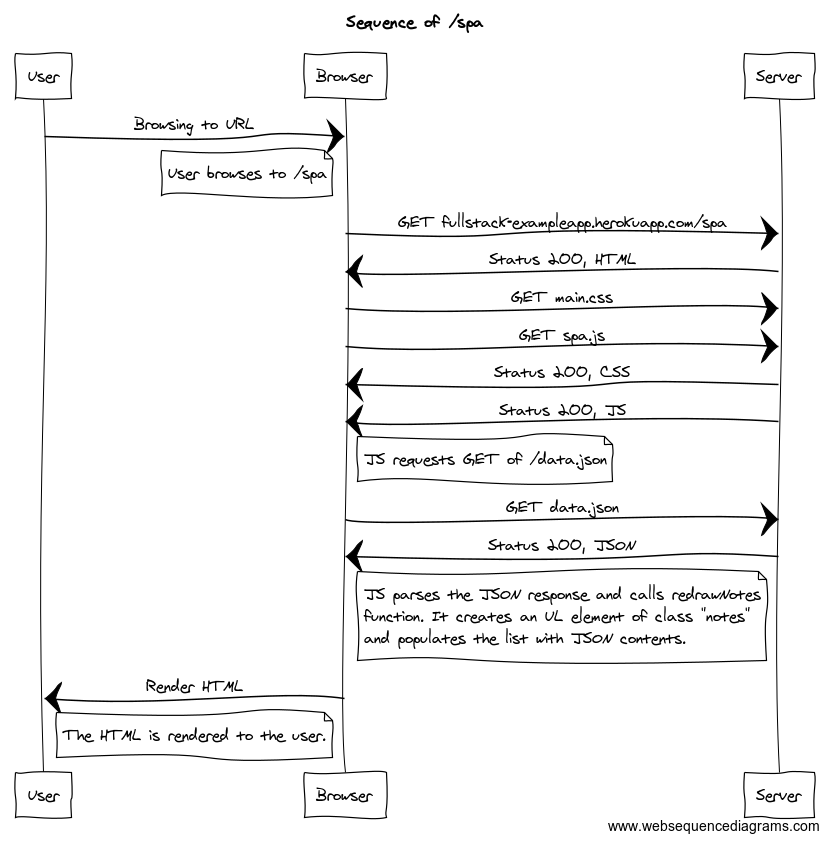 Sequence of /spa
User
Browser
Server
Browsing to URL
User browses to /spa
GET fullstack-exampleapp.herokuapp.com/spa
Status 200, HTML
GET main.css
GET spa.js
Status 200, CSS
Status 200, JS
JS requests GET of /data.json
GET data.json
Status 200, JSON
JS parses the JSON response and calls redrawNotes
function. It creates an UL element of class "notes"
and populates the list with JSON contents.
Render HTML
The HTML is rendered to the user.
User
Browser
Server
www.websequencediagrams.com